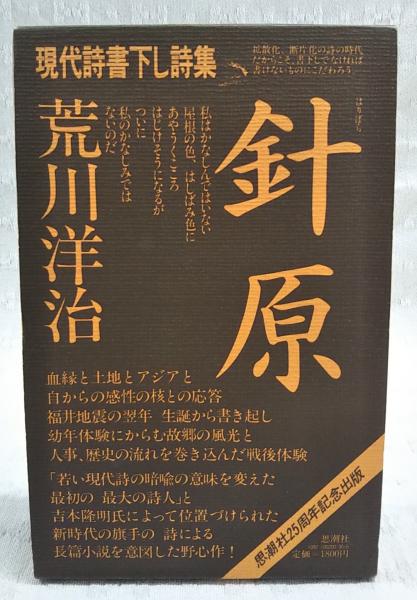 現代詩書下し詩集
拡散化、断片化の詩の時代
だからこそ、書下しでなければ
書けないものにこだわろう
はりばら
針原
私はかなしんではいない
屋根の色、はしばみ色に
あやうくこころ
はじけそうになるが
ついに
私のかなしみでは
ないのだ
荒川洋治
血縁と土地とアジアと
自からの感性の核との応答
福井地震の翌年 生誕から書き起し
幼年体験にからむ故郷の風光と
人事、歴史の流れを巻き込んだ戦後体験
「若い現代詩の暗喩の意味を変えた
最初の 最大の詩人」と
吉本隆明氏によって位置づけられた
新時代の旗手の 詩による
長篇小説を意図した野心作！
思潮社25周年記念出版
思潮社
定価=1800円